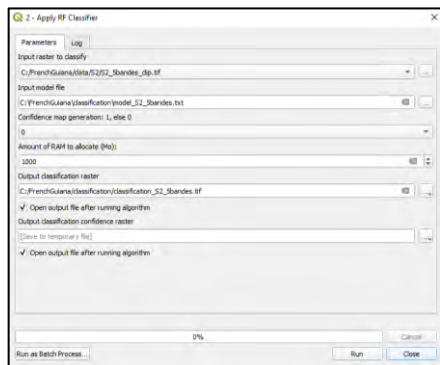 2 - Apply RF Classifier
Parameters Log
Input raster to classify
C:/FrenchGuiana/data/S2/S2_5bandes_clip.tif
Input model file
C:\FrenchGuiana\classification\model_S2_5bandes.txt
Confidence map generation: 1, else 0
0
Amount of RAM to allocate (Mo):
1000
Output classification raster
C:/FrenchGuiana/classification/classification_S2_5bandes.tif
Open output file after running algorithm
Output classification confidence raster
[Save to temporary file]
Open output file after running algorithm
0%
Cancel
Run as Batch Process...
Run
Close